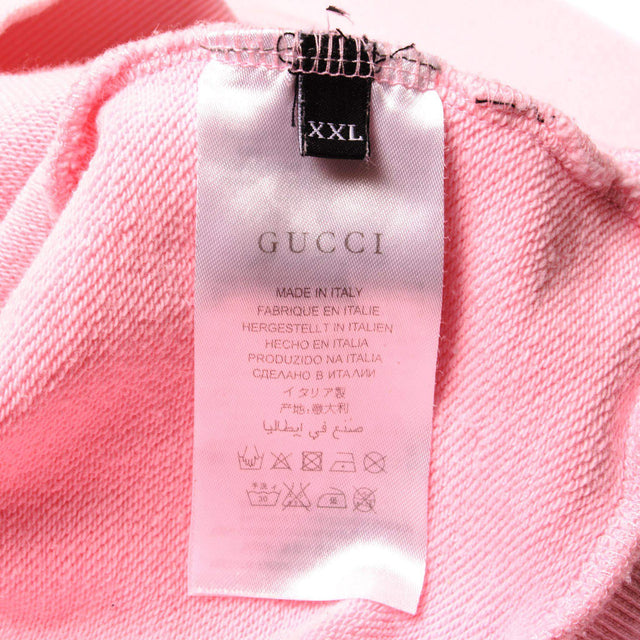 XXL
GUCCI
MADE IN ITALY
FABRIQUE EN ITALIE
HERGESTELLT IN ITALIEN
HECHO EN ITALIA
PRODUZIDO NA ITALIA
СДЕЛАНО В ИТАЛИИ
イタリア製
产地:意大利
صنع في إيطاليا